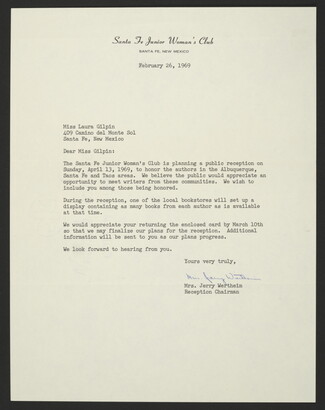 Santa Fe Junior Woman's Club
SANTA FE, NEW MEXICO
February 26, 1969
Miss Laura Gilpin
409 Camino del Monte Sol
Santa Fe, New Mexico
Dear Miss Gilpin:
The Santa Fe Junior Woman's Club is planning a public reception on
Sunday, April 13, 1969, to honor the authors in the Albuquerque,
Santa Fe and Taos areas. We believe the public would appreciate an
opportunity to meet writers from these communities. We wish to
include you among those being honored.
During the reception, one of the local bookstores will set up a
display containing as many books from each author as is available
at that time.
We would appreciate your returning the enclosed card by March 10th
so that we may finalize our plans for the reception. Additional
information will be sent to you as our plans progress.
We look forward to hearing from you.
Yours very truly,
Mrs. Jerry Wertheim
Mrs. Jerry Wertheim
Reception Chairman